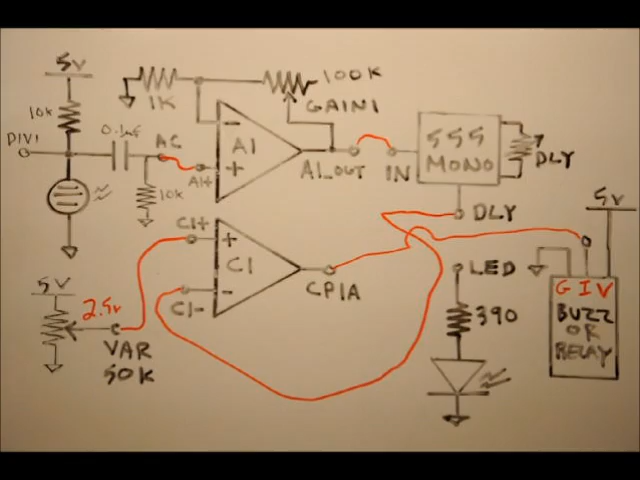 5v
10k
DIV1
0.1uF
AC
10k
1K
100K
GAIN1
A1
A1+
A1_OUT
IN
555
MONO
DLY
DLY
5v
C1+
C1
C1-
CP1A
5V
2.5v
VAR
50K
LED
390
G I V
BUZZ
OR
RELAY